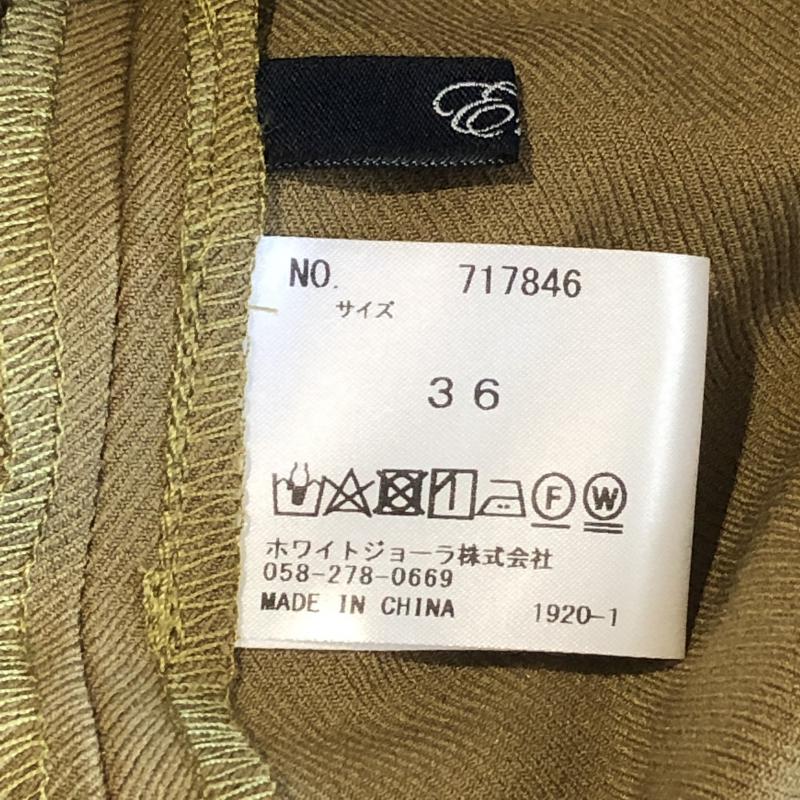 NO. 717846
サイズ
36
F W
ホワイトジョーラ株式会社
058-278-0669
MADE IN CHINA 1920-1